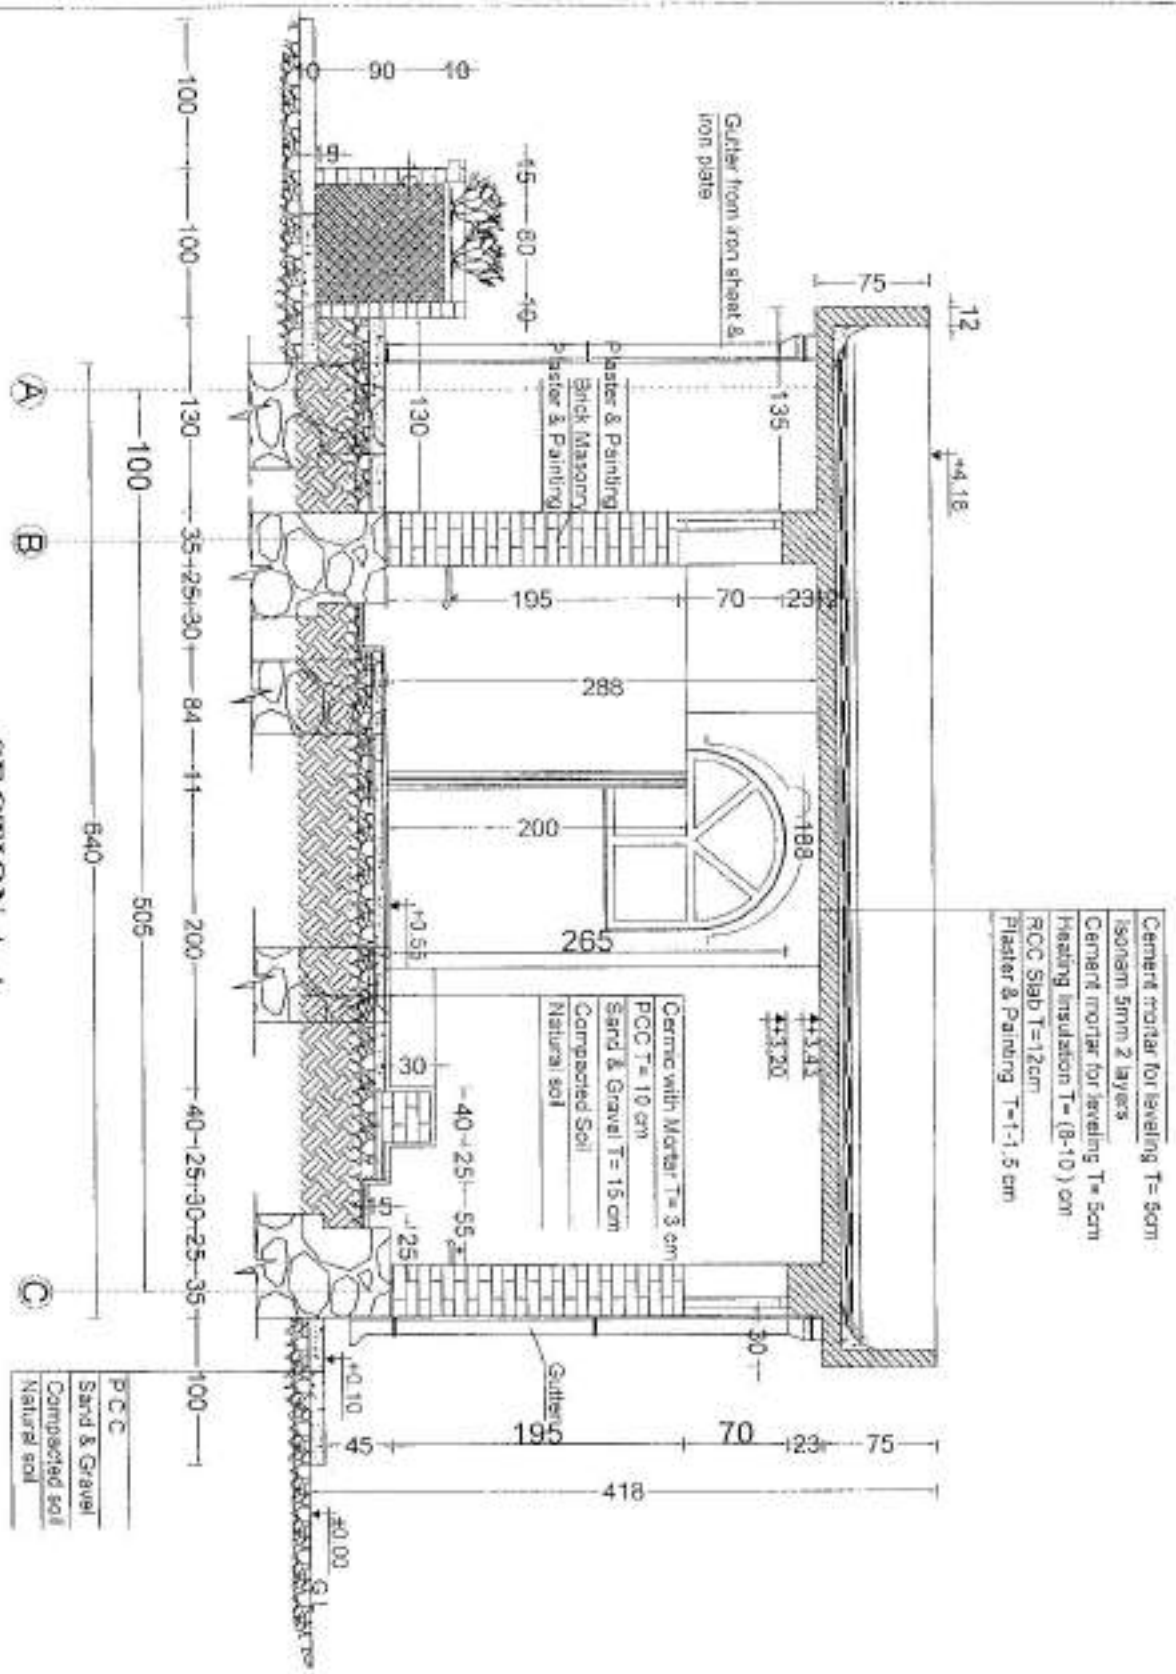 Cement mortar for leveling T= 5cm
Isonam 5mm 2 layers
Cement mortar for leveling T= 5cm
Heating Insulation T= (8-10 ) cm
RCC Slab T=12cm
Plaster & Painting T=1-1.5 cm
Gutter from iron sheet &
iron plate
75
12
+4.18
135
Plaster & Painting
Brick Masonry
Plaster & Painting
130
15
60
10
10
90
10
195
70
23
288
188
200
265
+0.55
+3.43
+3.20
Cermic with Mortar T= 3 cm
PCC T= 10 cm
Sand & Gravel T= 15 cm
Compacted Soil
Natural soil
30
40
25
55
25
30
Gutter
+0.10
45
195
70
23
75
418
±0.00
G.L
P.C.C
Sand & Gravel
Compacted soil
Natural soil
100
100
130
35
25
30
84
11
200
40
25
30
25
35
100
100
505
640
A
B
C